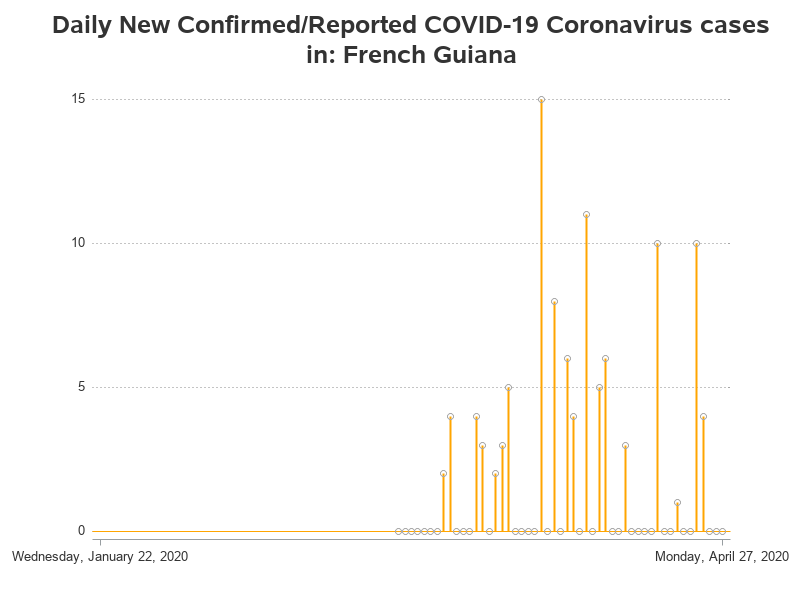 Daily New Confirmed/Reported COVID-19 Coronavirus cases
in: French Guiana
15
10
5
0
Wednesday, January 22, 2020
Monday, April 27, 2020